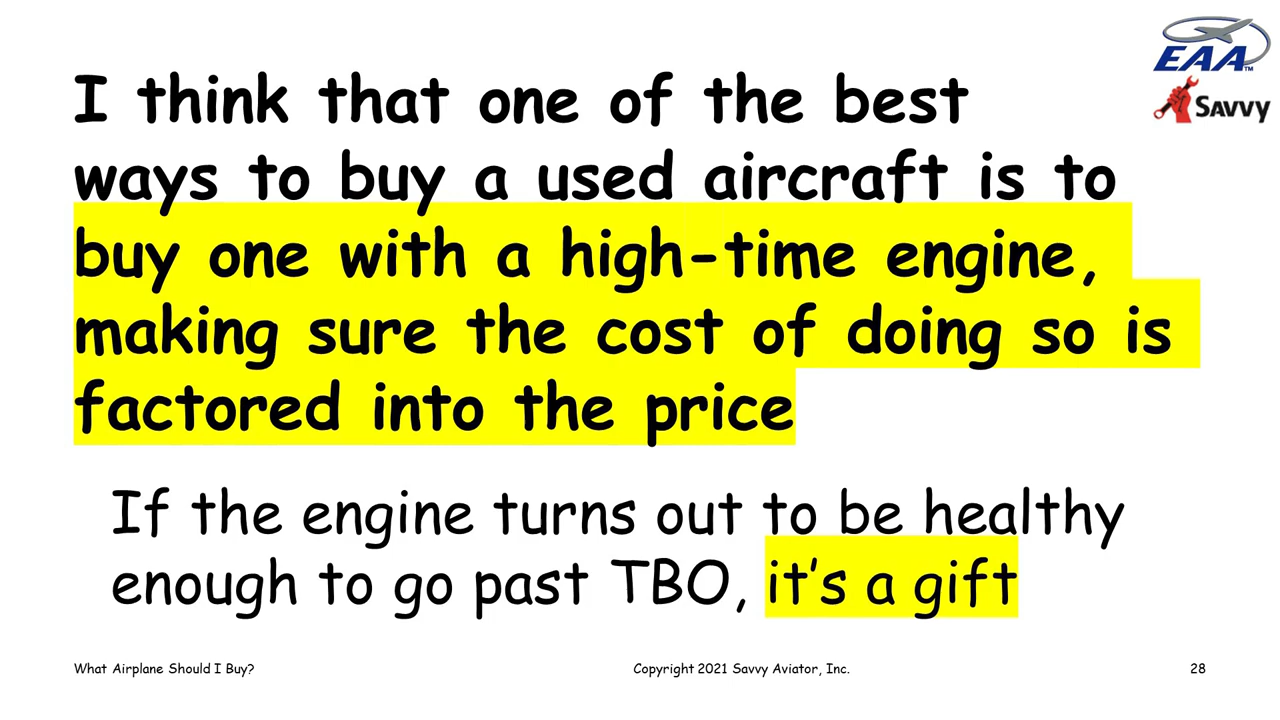 EAA™
SAVVY
I think that one of the best
ways to buy a used aircraft is to
buy one with a high-time engine,
making sure the cost of doing so is
factored into the price
If the engine turns out to be healthy
enough to go past TBO, it’s a gift
What Airplane Should I Buy?
Copyright 2021 Savvy Aviator, Inc.
28